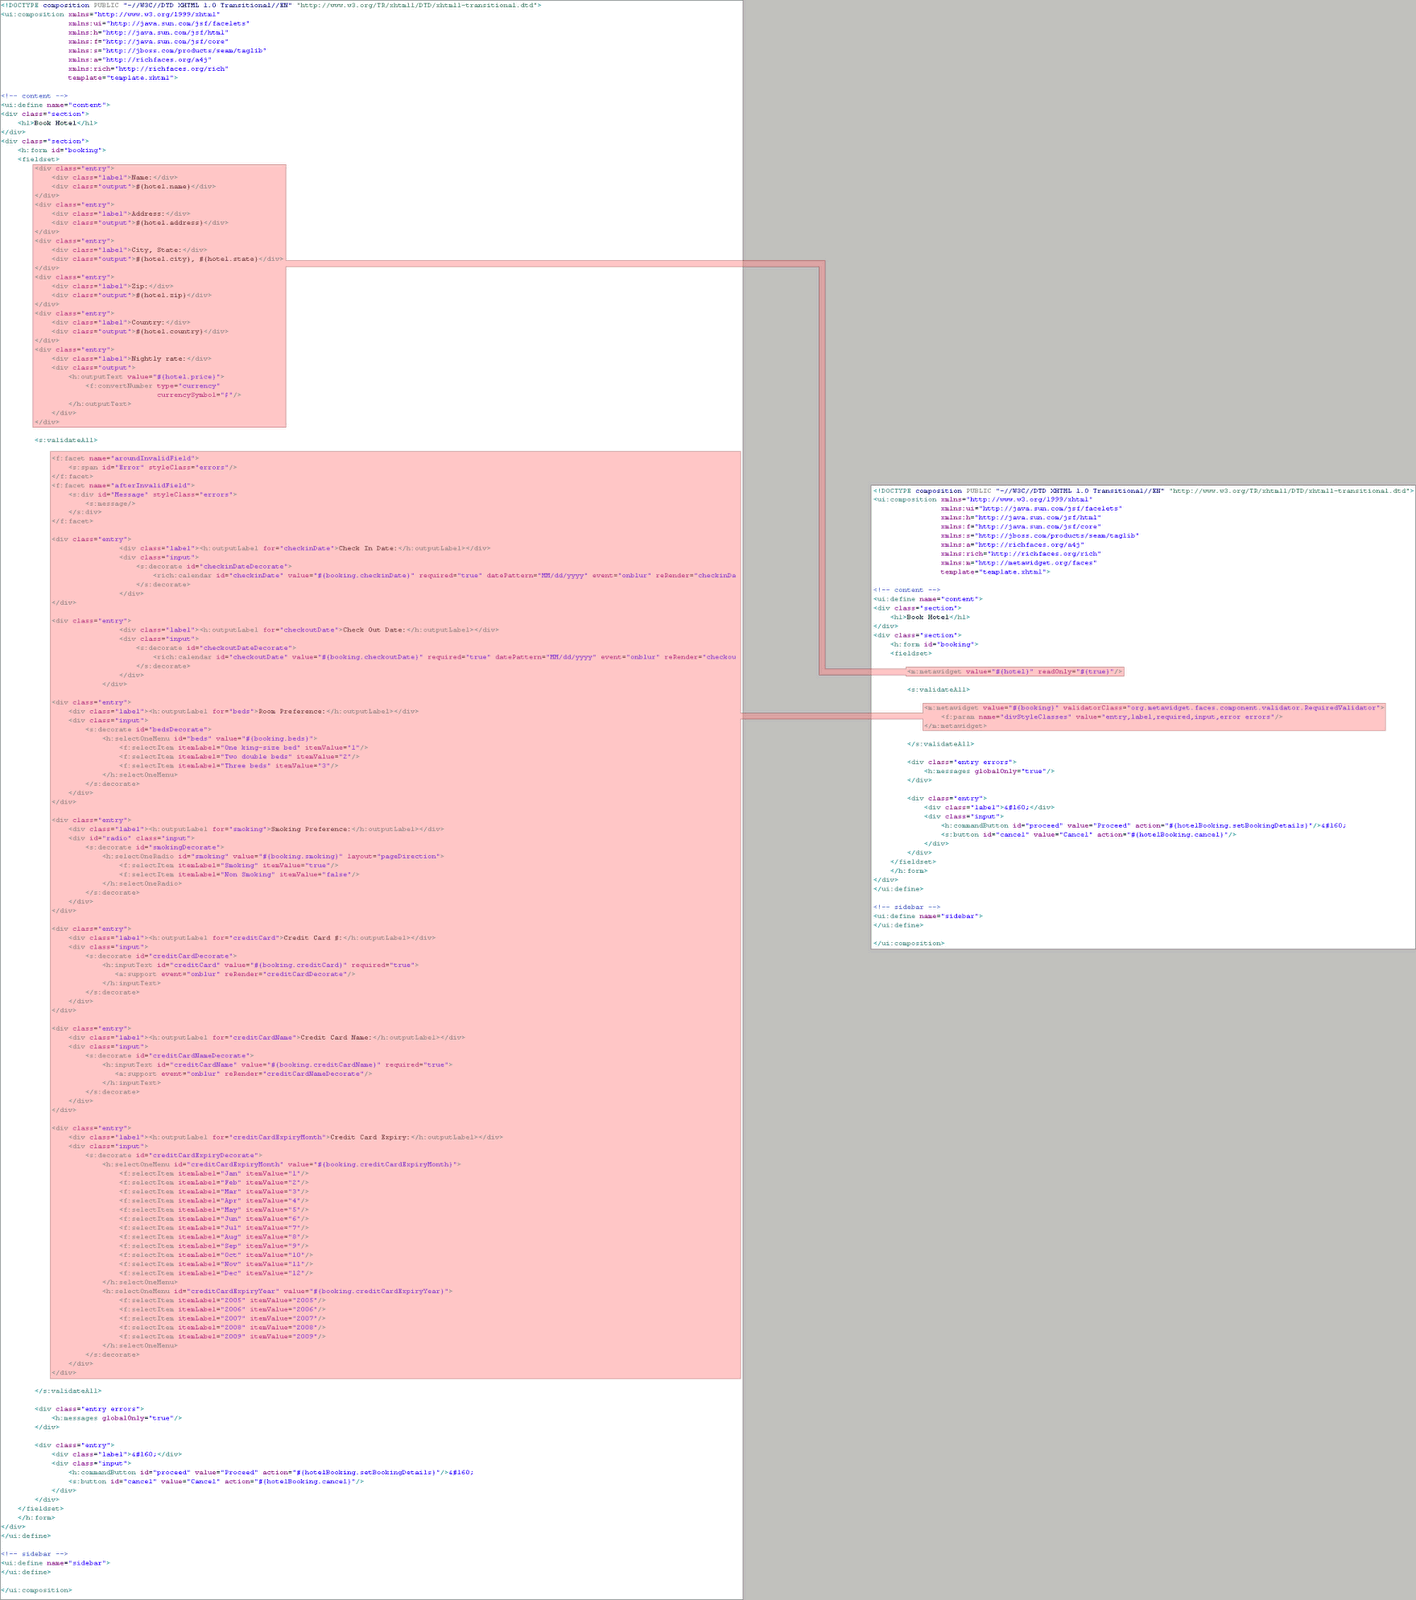 <!DOCTYPE composition PUBLIC "-//W3C//DTD XHTML 1.0 Transitional//EN" "http://www.w3.org/TR/xhtml1/DTD/xhtml1-transitional.dtd">
<ui:composition xmlns="http://www.w3.org/1999/xhtml"
xmlns:ui="http://java.sun.com/jsf/facelets"
xmlns:h="http://java.sun.com/jsf/html"
xmlns:f="http://java.sun.com/jsf/core"
xmlns:s="http://jboss.com/products/seam/taglib"
xmlns:a="http://richfaces.org/a4j"
xmlns:rich="http://richfaces.org/rich"
template="template.xhtml">
<!-- content -->
<ui:define name="content">
<div class="section">
<h1>Book Hotel</h1>
</div>
<div class="section">
<h:form id="booking">
<fieldset>
<div class="entry">
<div class="label">Name:</div>
<div class="output">#{hotel.name}</div>
</div>
<div class="entry">
<div class="label">Address:</div>
<div class="output">#{hotel.address}</div>
</div>
<div class="entry">
<div class="label">City, State:</div>
<div class="output">#{hotel.city}, #{hotel.state}</div>
</div>
<div class="entry">
<div class="label">Zip:</div>
<div class="output">#{hotel.zip}</div>
</div>
<div class="entry">
<div class="label">Country:</div>
<div class="output">#{hotel.country}</div>
</div>
<div class="entry">
<div class="label">Nightly rate:</div>
<div class="output">
<h:outputText value="#{hotel.price}">
<f:convertNumber type="currency"
currencySymbol="$"/>
</h:outputText>
</div>
</div>
<s:validateAll>
<f:facet name="aroundInvalidField">
<s:span id="Error" styleClass="errors"/>
</f:facet>
<f:facet name="afterInvalidField">
<s:div id="Message" styleClass="errors">
<s:message/>
</s:div>
</f:facet>
<div class="entry">
<div class="label"><h:outputLabel for="checkinDate">Check In Date:</h:outputLabel></div>
<div class="input">
<s:decorate id="checkinDateDecorate">
<rich:calendar id="checkinDate" value="#{booking.checkinDate}" required="true" datePattern="MM/dd/yyyy" event="onblur" reRender="checkinDa
</s:decorate>
</div>
</div>
<div class="entry">
<div class="label"><h:outputLabel for="checkoutDate">Check Out Date:</h:outputLabel></div>
<div class="input">
<s:decorate id="checkoutDateDecorate">
<rich:calendar id="checkoutDate" value="#{booking.checkoutDate}" required="true" datePattern="MM/dd/yyyy" event="onblur" reRender="checkou
</s:decorate>
</div>
</div>
<div class="entry">
<div class="label"><h:outputLabel for="beds">Room Preference:</h:outputLabel></div>
<div class="input">
<s:decorate id="bedsDecorate">
<h:selectOneMenu id="beds" value="#{booking.beds}">
<f:selectItem itemLabel="One king-size bed" itemValue="1"/>
<f:selectItem itemLabel="Two double beds" itemValue="2"/>
<f:selectItem itemLabel="Three beds" itemValue="3"/>
</h:selectOneMenu>
</s:decorate>
</div>
</div>
<div class="entry">
<div class="label"><h:outputLabel for="smoking">Smoking Preference:</h:outputLabel></div>
<div id="radio" class="input">
<s:decorate id="smokingDecorate">
<h:selectOneRadio id="smoking" value="#{booking.smoking}" layout="pageDirection">
<f:selectItem itemLabel="Smoking" itemValue="true"/>
<f:selectItem itemLabel="Non Smoking" itemValue="false"/>
</h:selectOneRadio>
</s:decorate>
</div>
</div>
<div class="entry">
<div class="label"><h:outputLabel for="creditCard">Credit Card #:</h:outputLabel></div>
<div class="input">
<s:decorate id="creditCardDecorate">
<h:inputText id="creditCard" value="#{booking.creditCard}" required="true">
<a:support event="onblur" reRender="creditCardDecorate"/>
</h:inputText>
</s:decorate>
</div>
</div>
<div class="entry">
<div class="label"><h:outputLabel for="creditCardName">Credit Card Name:</h:outputLabel></div>
<div class="input">
<s:decorate id="creditCardNameDecorate">
<h:inputText id="creditCardName" value="#{booking.creditCardName}" required="true">
<a:support event="onblur" reRender="creditCardNameDecorate"/>
</h:inputText>
</s:decorate>
</div>
</div>
<div class="entry">
<div class="label"><h:outputLabel for="creditCardExpiryMonth">Credit Card Expiry:</h:outputLabel></div>
<div class="input">
<s:decorate id="creditCardExpiryDecorate">
<h:selectOneMenu id="creditCardExpiryMonth" value="#{booking.creditCardExpiryMonth}">
<f:selectItem itemLabel="Jan" itemValue="1"/>
<f:selectItem itemLabel="Feb" itemValue="2"/>
<f:selectItem itemLabel="Mar" itemValue="3"/>
<f:selectItem itemLabel="Apr" itemValue="4"/>
<f:selectItem itemLabel="May" itemValue="5"/>
<f:selectItem itemLabel="Jun" itemValue="6"/>
<f:selectItem itemLabel="Jul" itemValue="7"/>
<f:selectItem itemLabel="Aug" itemValue="8"/>
<f:selectItem itemLabel="Sep" itemValue="9"/>
<f:selectItem itemLabel="Oct" itemValue="10"/>
<f:selectItem itemLabel="Nov" itemValue="11"/>
<f:selectItem itemLabel="Dec" itemValue="12"/>
</h:selectOneMenu>
<h:selectOneMenu id="creditCardExpiryYear" value="#{booking.creditCardExpiryYear}">
<f:selectItem itemLabel="2005" itemValue="2005"/>
<f:selectItem itemLabel="2006" itemValue="2006"/>
<f:selectItem itemLabel="2007" itemValue="2007"/>
<f:selectItem itemLabel="2008" itemValue="2008"/>
<f:selectItem itemLabel="2009" itemValue="2009"/>
</h:selectOneMenu>
</s:decorate>
</div>
</div>
</s:validateAll>
<div class="entry errors">
<h:messages globalOnly="true"/>
</div>
<div class="entry">
<div class="label">&#160;</div>
<div class="input">
<h:commandButton id="proceed" value="Proceed" action="#{hotelBooking.setBookingDetails}"/>&#160;
<s:button id="cancel" value="Cancel" action="#{hotelBooking.cancel}"/>
</div>
</div>
</fieldset>
</h:form>
</div>
</ui:define>
<!-- sidebar -->
<ui:define name="sidebar">
</ui:define>
</ui:composition>
<!DOCTYPE composition PUBLIC "-//W3C//DTD XHTML 1.0 Transitional//EN" "http://www.w3.org/TR/xhtml1/DTD/xhtml1-transitional.dtd">
<ui:composition xmlns="http://www.w3.org/1999/xhtml"
xmlns:ui="http://java.sun.com/jsf/facelets"
xmlns:h="http://java.sun.com/jsf/html"
xmlns:f="http://java.sun.com/jsf/core"
xmlns:s="http://jboss.com/products/seam/taglib"
xmlns:a="http://richfaces.org/a4j"
xmlns:rich="http://richfaces.org/rich"
xmlns:m="http://metawidget.org/faces"
template="template.xhtml">
<!-- content -->
<ui:define name="content">
<div class="section">
<h1>Book Hotel</h1>
</div>
<div class="section">
<h:form id="booking">
<fieldset>
<m:metawidget value="#{hotel}" readOnly="#{true}"/>
<s:validateAll>
<m:metawidget value="#{booking}" validatorClass="org.metawidget.faces.component.validator.RequiredValidator">
<f:param name="divStyleClasses" value="entry,label,required,input,error errors"/>
</m:metawidget>
</s:validateAll>
<div class="entry errors">
<h:messages globalOnly="true"/>
</div>
<div class="entry">
<div class="label">&#160;</div>
<div class="input">
<h:commandButton id="proceed" value="Proceed" action="#{hotelBooking.setBookingDetails}"/>&#160;
<s:button id="cancel" value="Cancel" action="#{hotelBooking.cancel}"/>
</div>
</div>
</fieldset>
</h:form>
</div>
</ui:define>
<!-- sidebar -->
<ui:define name="sidebar">
</ui:define>
</ui:composition>